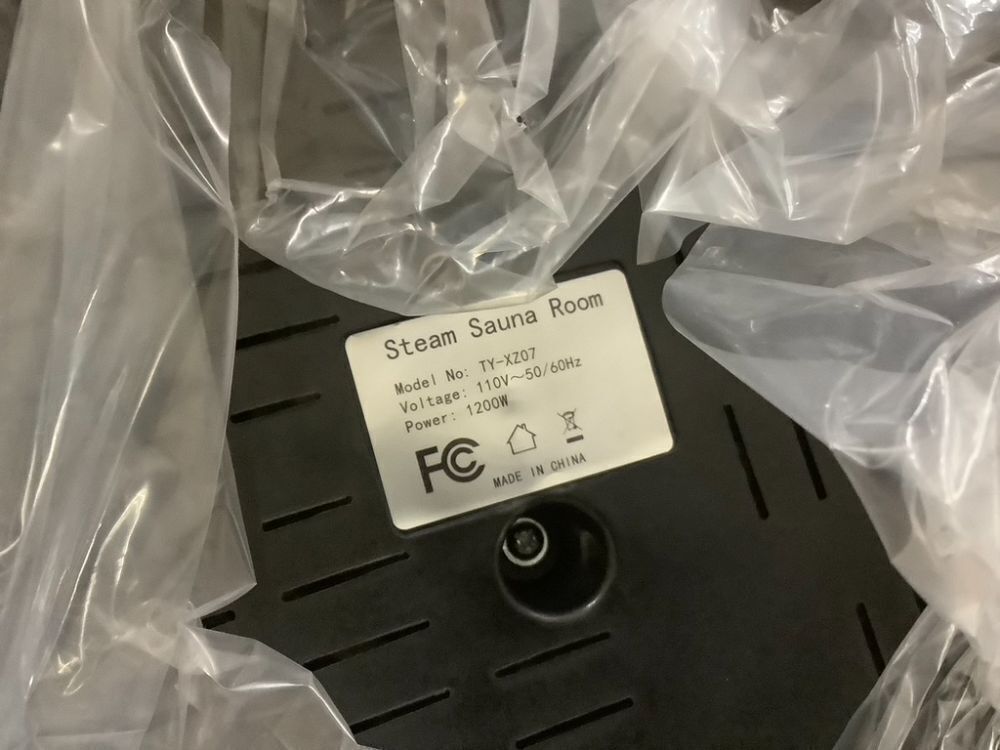 Steam Sauna Room
Model No: TY-XZ07
Voltage: 110V～50/60Hz
Power: 1200W
FC
MADE IN CHINA